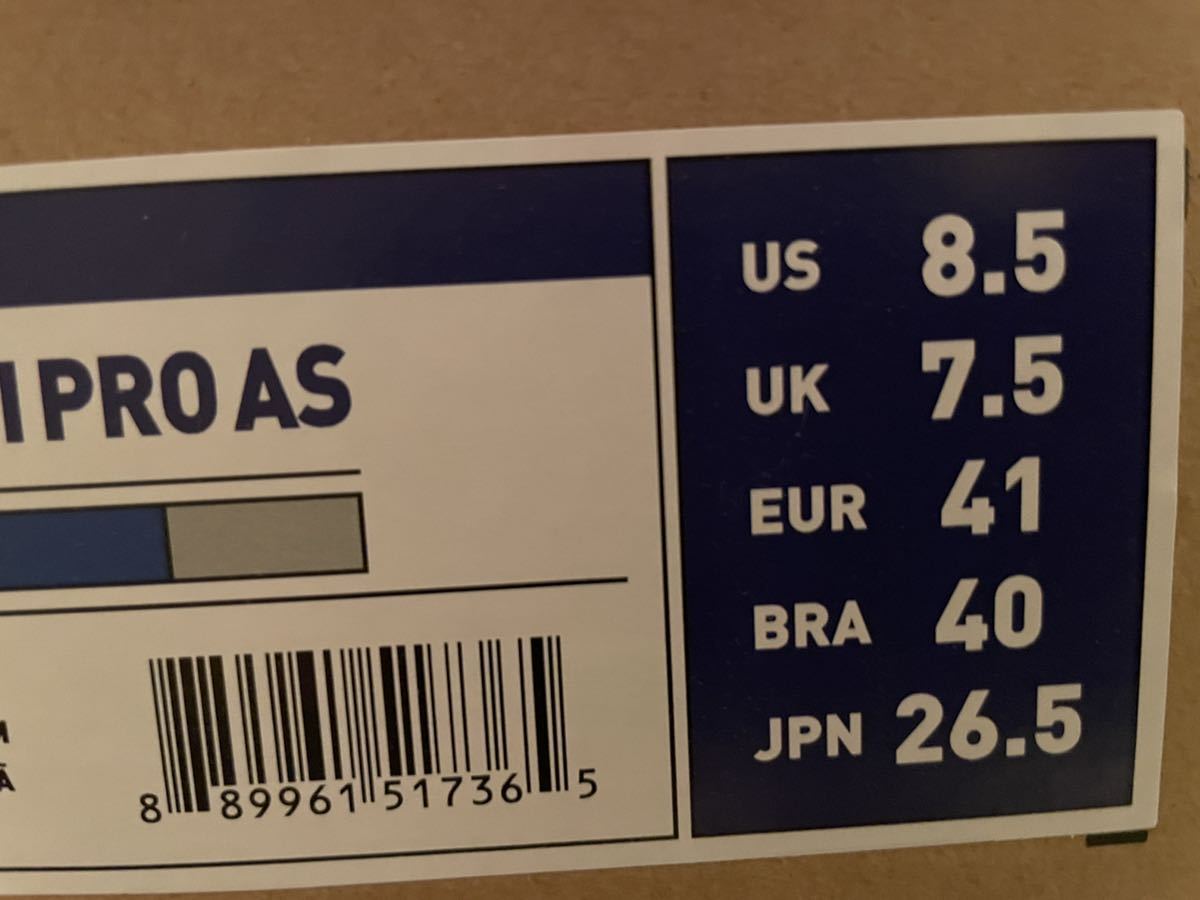 I PRO AS
8 89961 51736 5
US 8.5
UK 7.5
EUR 41
BRA 40
JPN 26.5